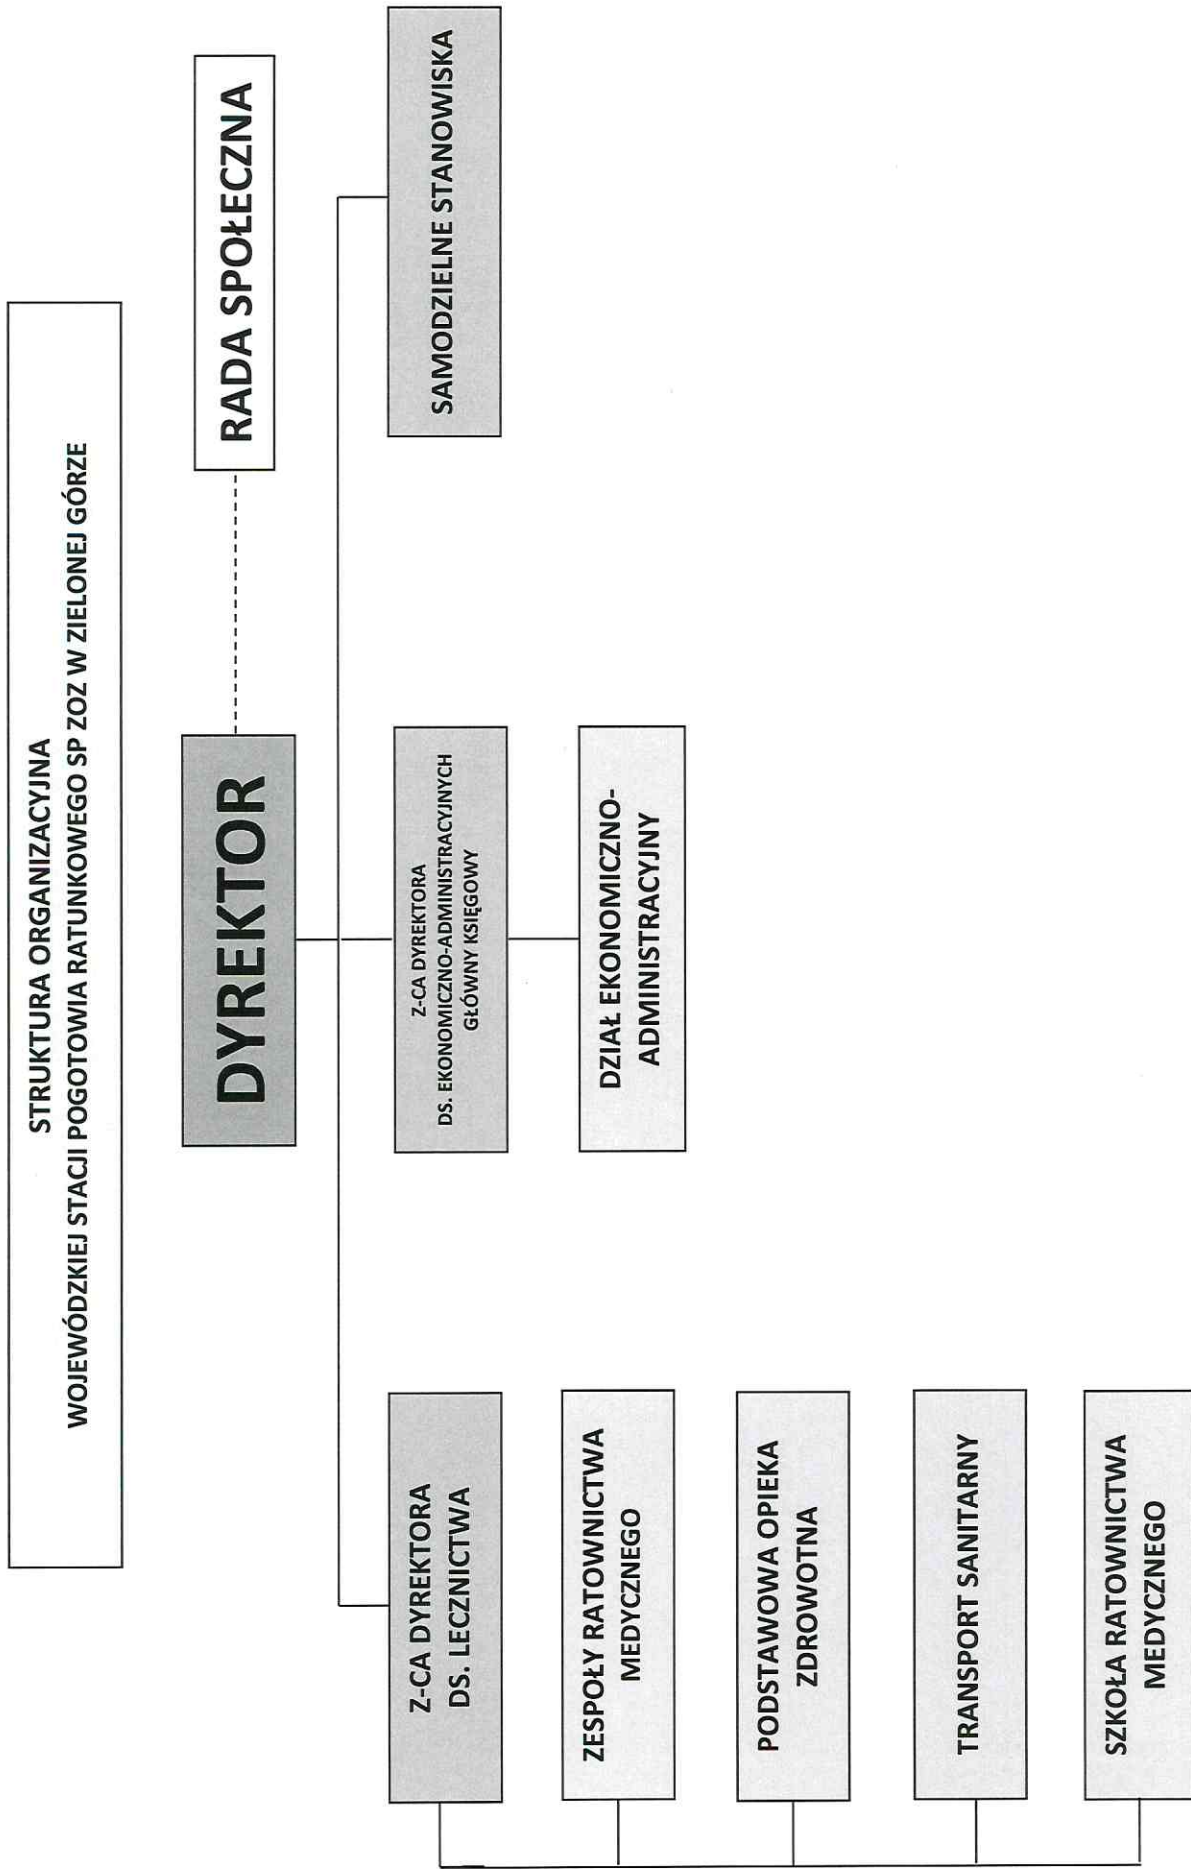 STRUKTURA ORGANIZACYJNA
WOJEWÓDZKIEJ STACJI POGOTOWIA RATUNKOWEGO SP ZOZ W ZIELONEJ GÓRZE
DYREKTOR
RADA SPOŁECZNA
Z-CA DYREKTORA
DS. LECZNICTWA
Z-CA DYREKTORA
DS. EKONOMICZNO-ADMINISTRACYJNYCH
GŁÓWNY KSIĘGOWY
SAMODZIELNE STANOWISKA
ZESPOŁY RATOWNICTWA
MEDYCZNEGO
DZIAŁ EKONOMICZNO-
ADMINISTRACYJNY
PODSTAWOWA OPIEKA
ZDROWOTNA
TRANSPORT SANITARNY
SZKOŁA RATOWNICTWA
MEDYCZNEGO